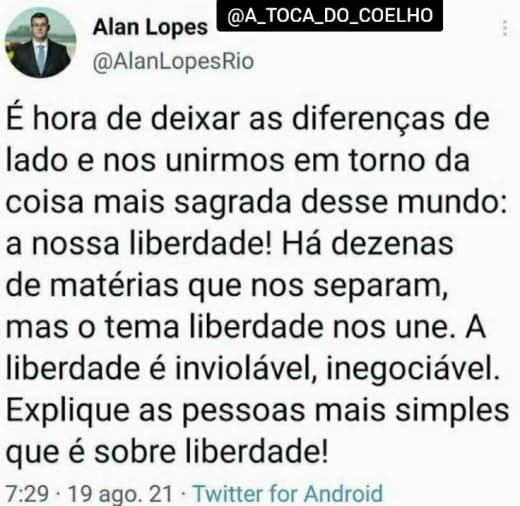 Alan Lopes
@A_TOCA_DO_COELHO
@AlanLopesRio
É hora de deixar as diferenças de
lado e nos unirmos em torno da
coisa mais sagrada desse mundo:
a nossa liberdade! Há dezenas
de matérias que nos separam,
mas o tema liberdade nos une. A
liberdade é inviolável, inegociável.
Explique as pessoas mais simples
que é sobre liberdade!
7:29 · 19 ago. 21 · Twitter for Android